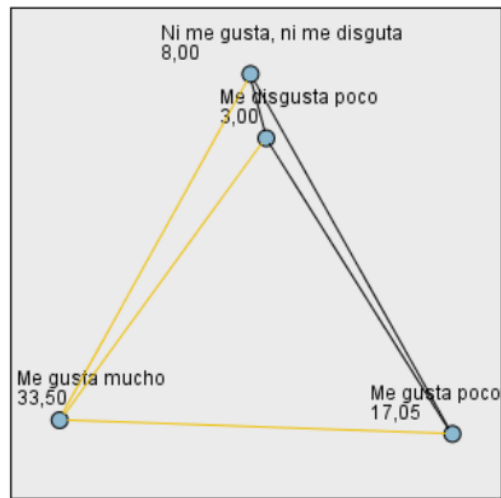 Ni me gusta, ni me disguta
8,00
Me disgusta poco
3,00
Me gusta mucho
33,50
Me gusta poco
17,05